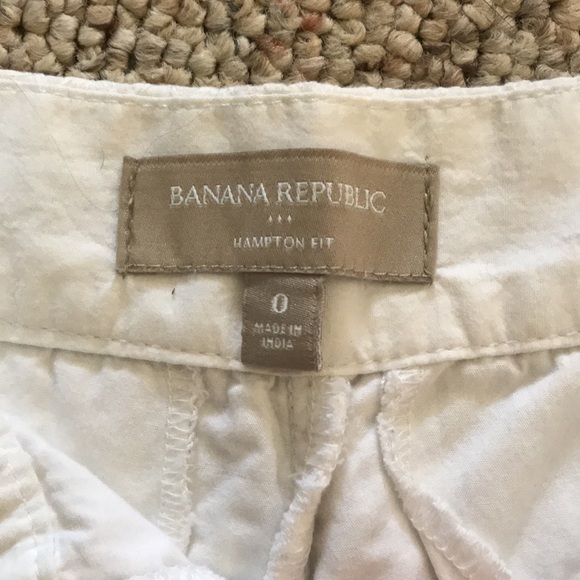 BANANA REPUBLIC
HAMPTON FIT
0
MADE IN
INDIA